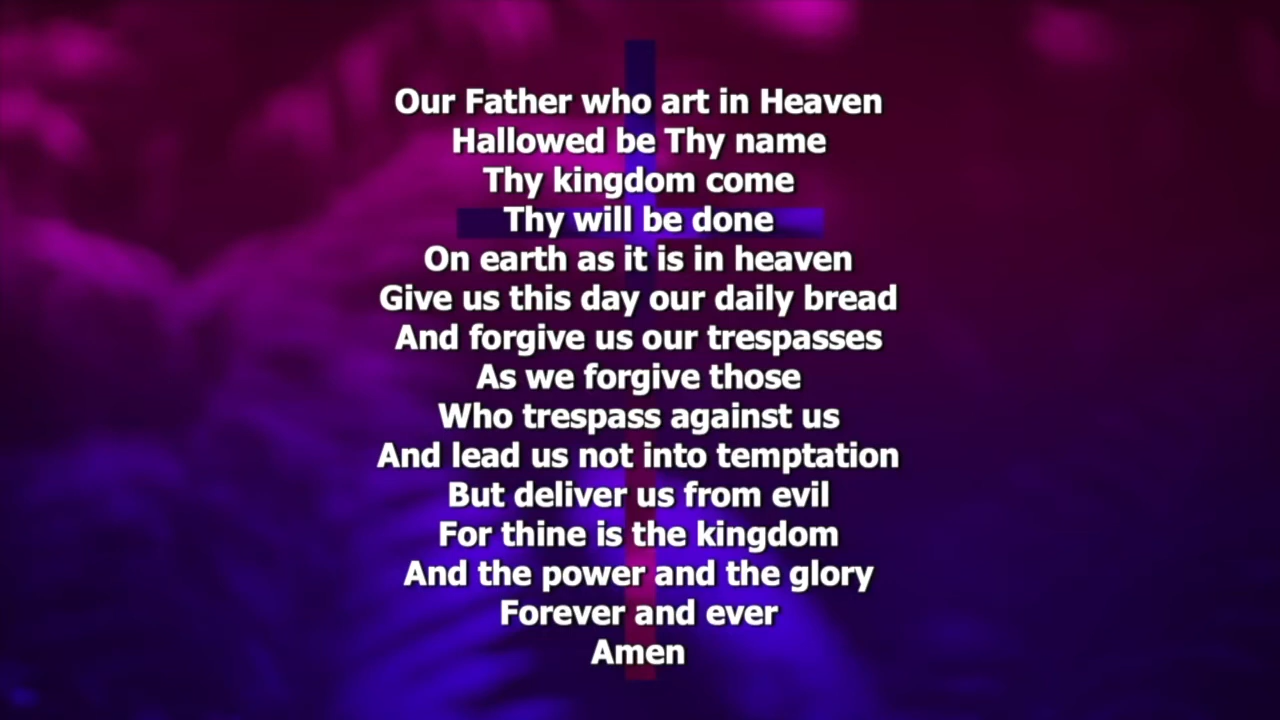 Our Father who art in Heaven
Hallowed be Thy name
Thy kingdom come
Thy will be done
On earth as it is in heaven
Give us this day our daily bread
And forgive us our trespasses
As we forgive those
Who trespass against us
And lead us not into temptation
But deliver us from evil
For thine is the kingdom
And the power and the glory
Forever and ever
Amen